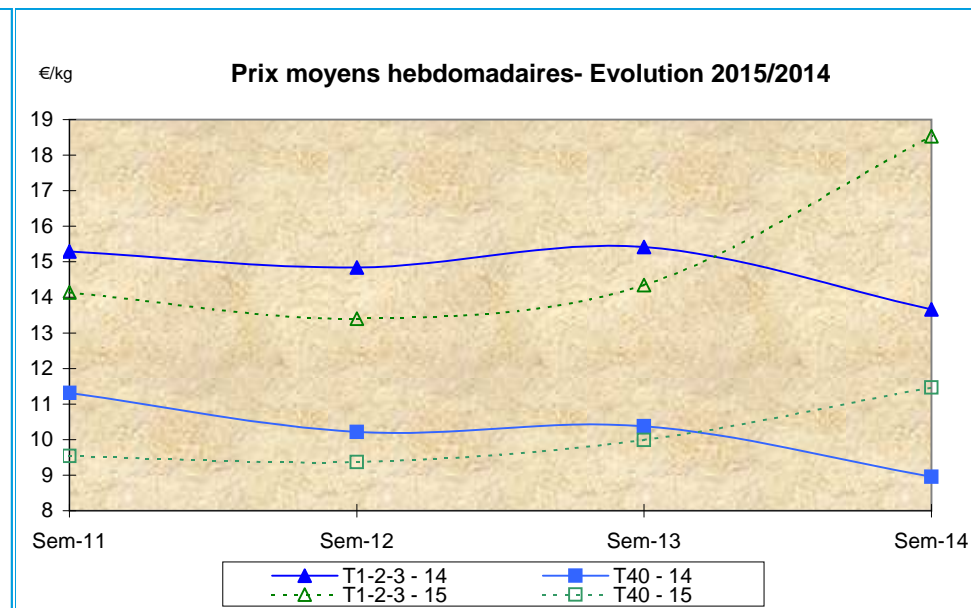 €/kg
Prix moyens hebdomadaires- Evolution 2015/2014
19
18
17
16
15
14
13
12
11
10
9
8
Sem-11 Sem-12 Sem-13 Sem-14
T1-2-3 - 14 T40 - 14
T1-2-3 - 15 T40 - 15